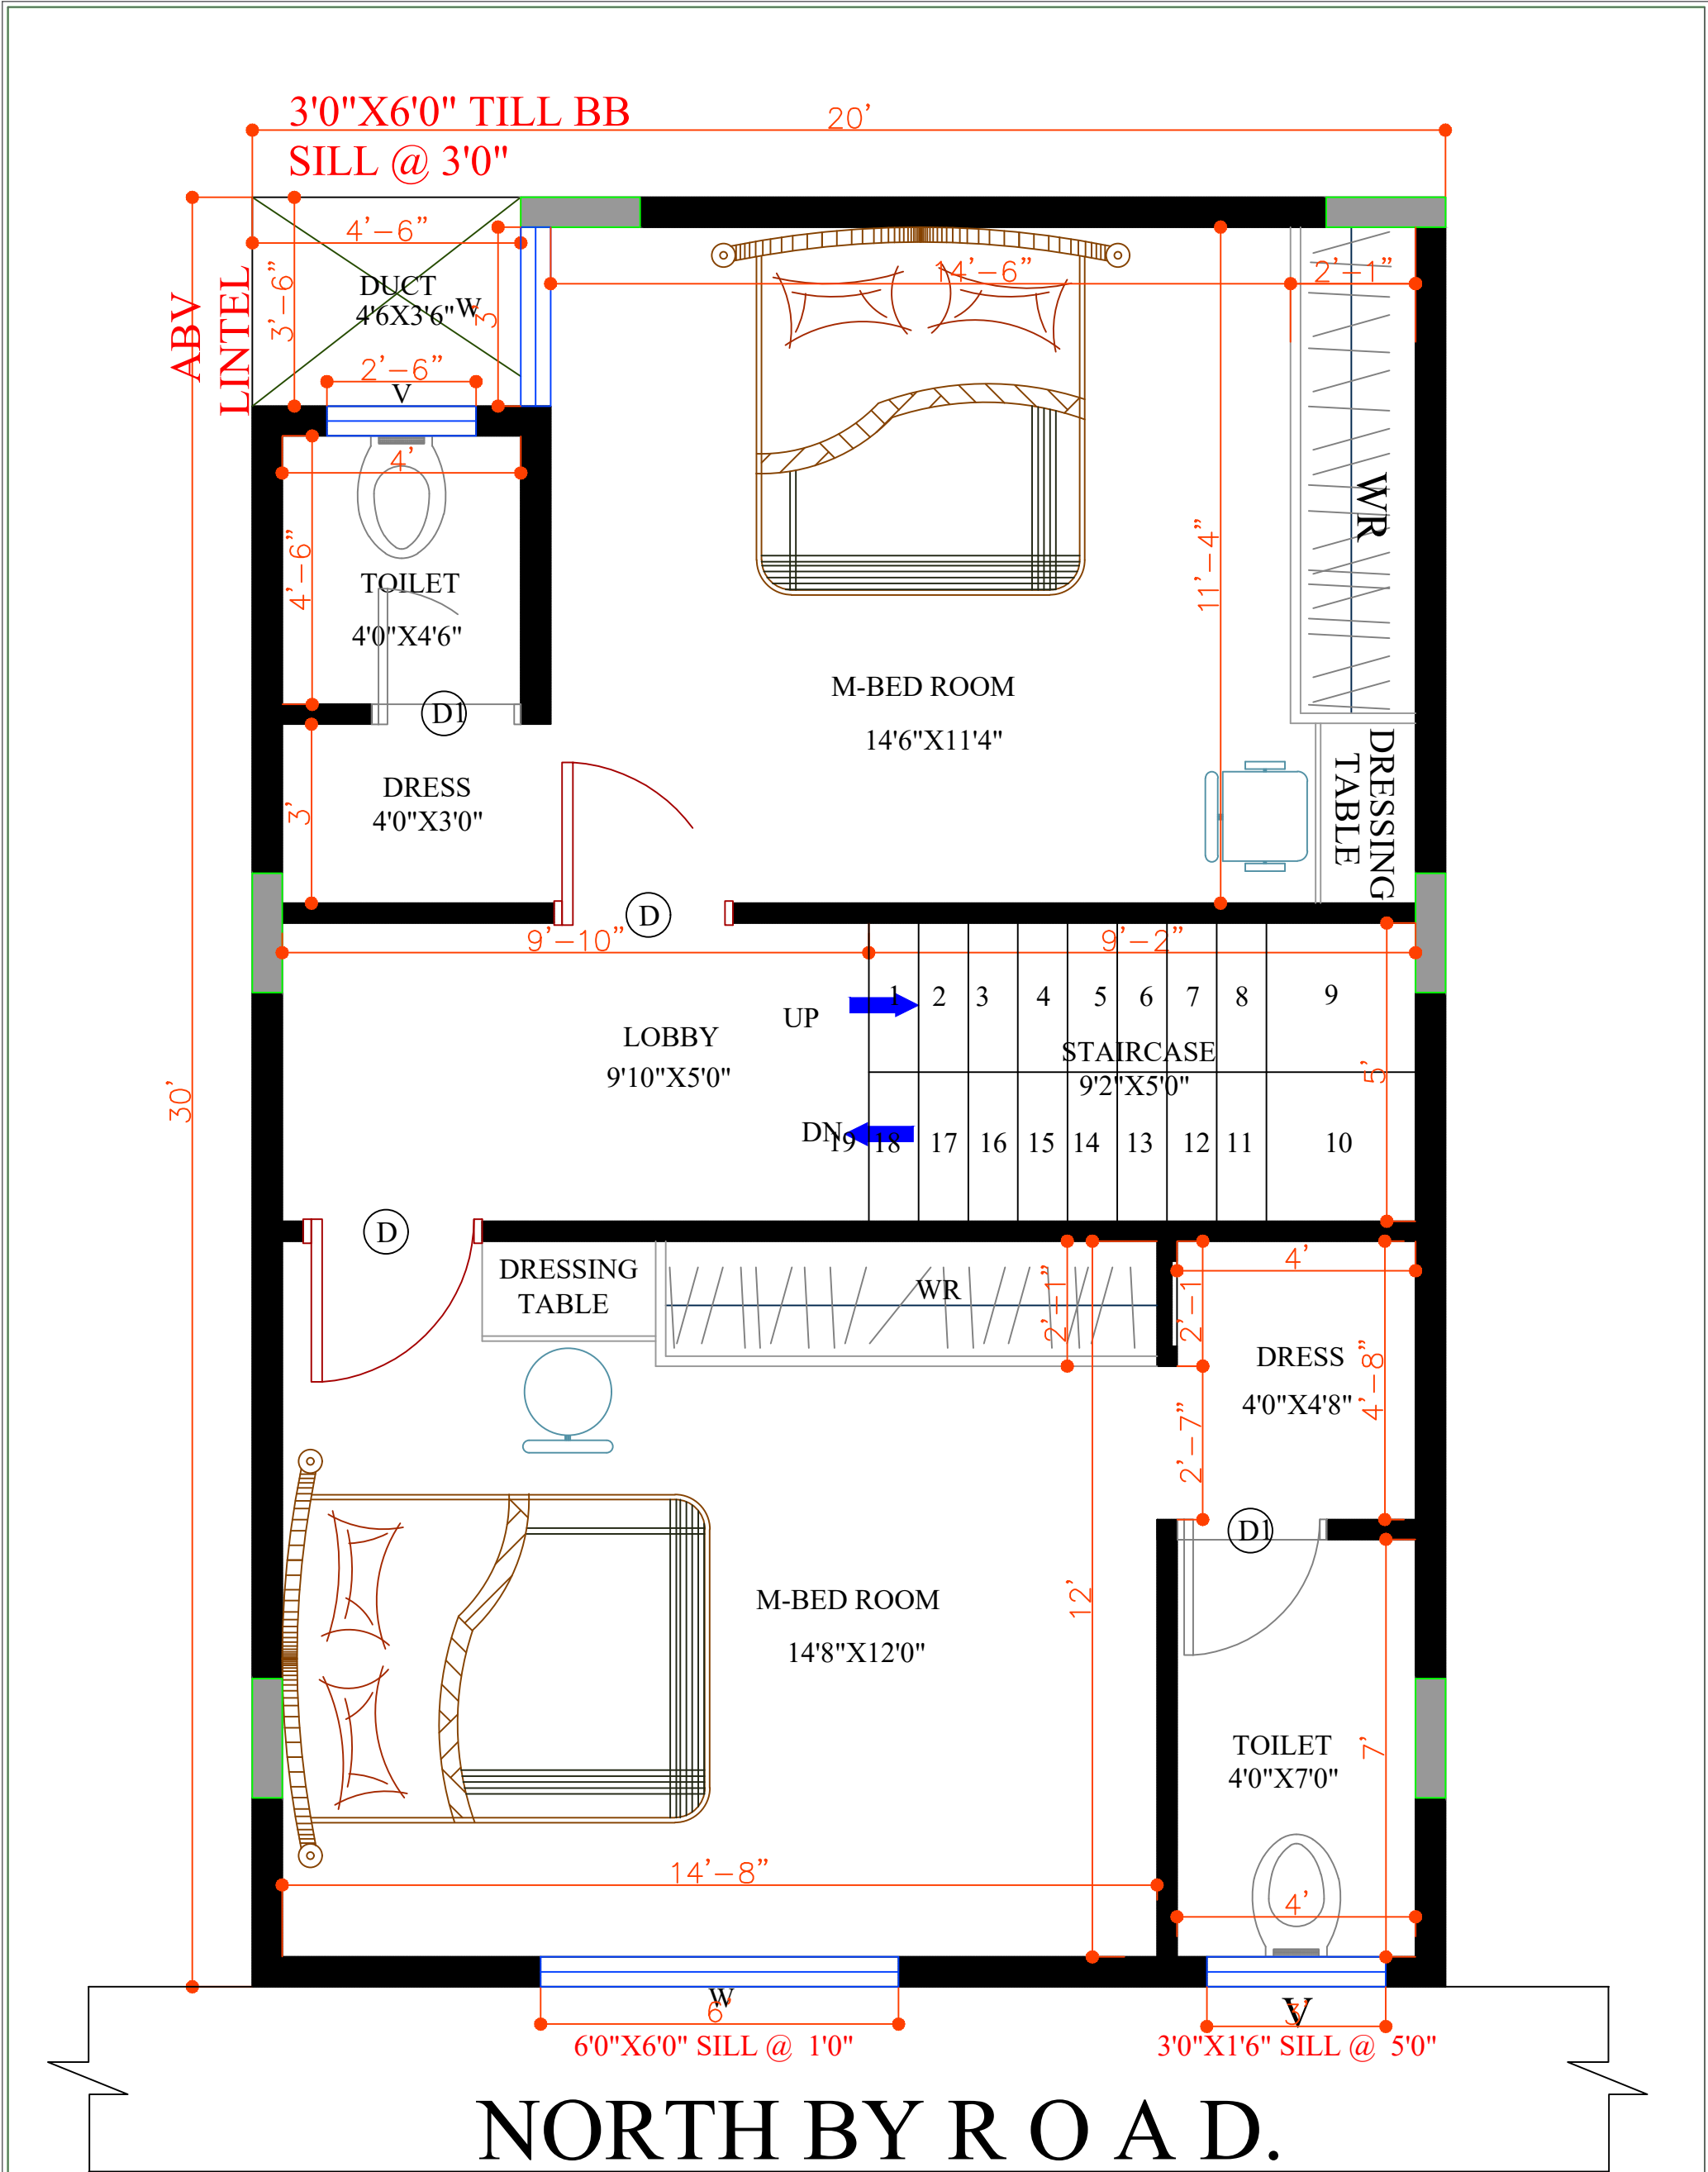 3'0"X6'0" TILL BB
SILL @ 3'0"
20'
4'-6"
3'-6"
DUCT
4'6X3'6"
W
3'
14'-6"
2'-1"
ABV
LINTEL
2'-6"
V
4'
4'-6"
TOILET
4'0"X4'6"
D1
WR
11'-4"
M-BED ROOM
14'6"X11'4"
DRESSING
TABLE
DRESS
4'0"X3'0"
3'
D
9'-10"
9'-2"
30'
UP
1 2 3 4 5 6 7 8 9
LOBBY
9'10"X5'0"
STAIRCASE
9'2"X5'0"
5'
DN
19 18 17 16 15 14 13 12 11 10
D
DRESSING
TABLE
WR
2'-1"
2'-1
4'
DRESS
4'0"X4'8"
4'-8"
2'-7"
D1
M-BED ROOM
14'8"X12'0"
12'
TOILET
4'0"X7'0"
7'
14'-8"
4'
W
6'
6'0"X6'0" SILL @ 1'0"
V
3'
3'0"X1'6" SILL @ 5'0"
NORTH BY R O A D.